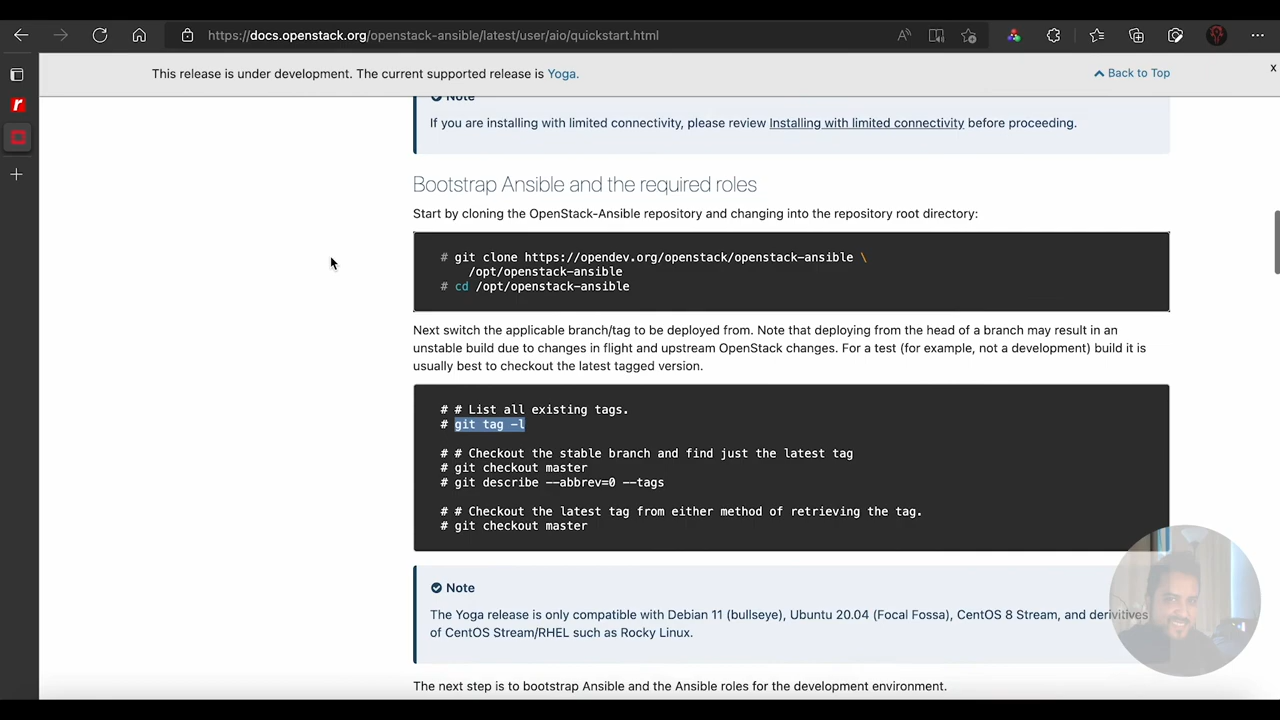 https://docs.openstack.org/openstack-ansible/latest/user/aio/quickstart.html
This release is under development. The current supported release is Yoga.
Back to Top
x
Note
If you are installing with limited connectivity, please review Installing with limited connectivity before proceeding.
Bootstrap Ansible and the required roles
Start by cloning the OpenStack-Ansible repository and changing into the repository root directory:
# git clone https://opendev.org/openstack/openstack-ansible \
/opt/openstack-ansible
# cd /opt/openstack-ansible
Next switch the applicable branch/tag to be deployed from. Note that deploying from the head of a branch may result in an
unstable build due to changes in flight and upstream OpenStack changes. For a test (for example, not a development) build it is
usually best to checkout the latest tagged version.
# # List all existing tags.
# git tag -l
# # Checkout the stable branch and find just the latest tag
# git checkout master
# git describe --abbrev=0 --tags
# # Checkout the latest tag from either method of retrieving the tag.
# git checkout master
Note
The Yoga release is only compatible with Debian 11 (bullseye), Ubuntu 20.04 (Focal Fossa), CentOS 8 Stream, and derivitives
of CentOS Stream/RHEL such as Rocky Linux.
The next step is to bootstrap Ansible and the Ansible roles for the development environment.